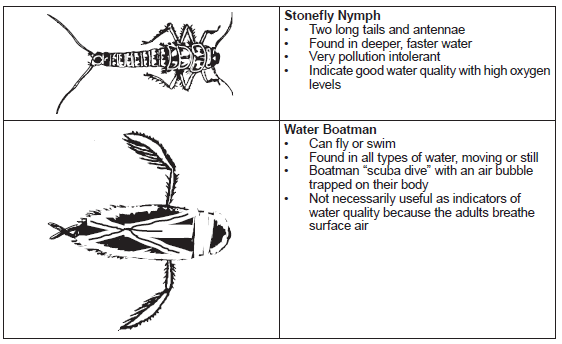 Stonefly Nymph
• Two long tails and antennae
• Found in deeper, faster water
• Very pollution intolerant
• Indicate good water quality with high oxygen
levels
Water Boatman
• Can fly or swim
• Found in all types of water, moving or still
• Boatman “scuba dive” with an air bubble
trapped on their body
• Not necessarily useful as indicators of
water quality because the adults breathe
surface air